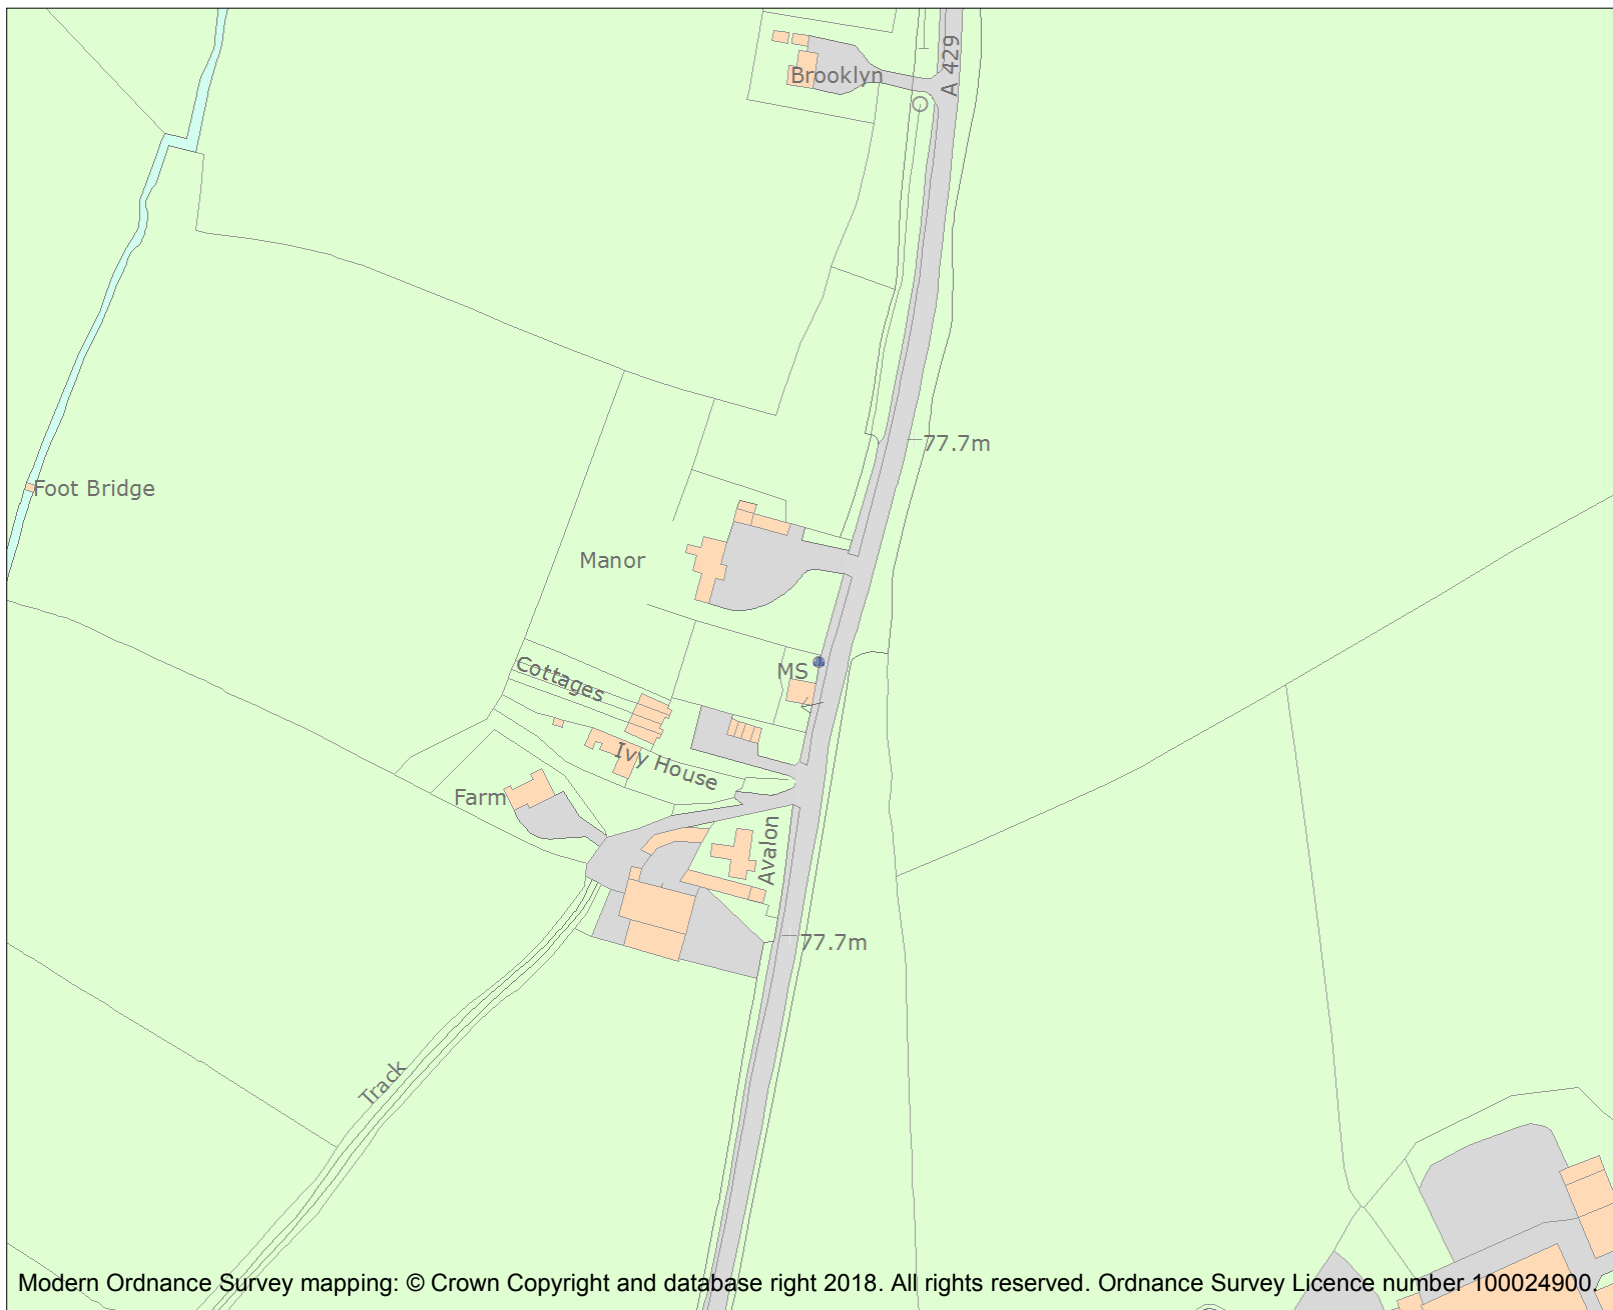 A 429
Brooklyn
77.7m
Foot Bridge
Manor
Cottages
MS
Ivy House
Farm
Avalon
77.7m
Track
Modern Ordnance Survey mapping: © Crown Copyright and database right 2018. All rights reserved. Ordnance Survey Licence number 100024900.